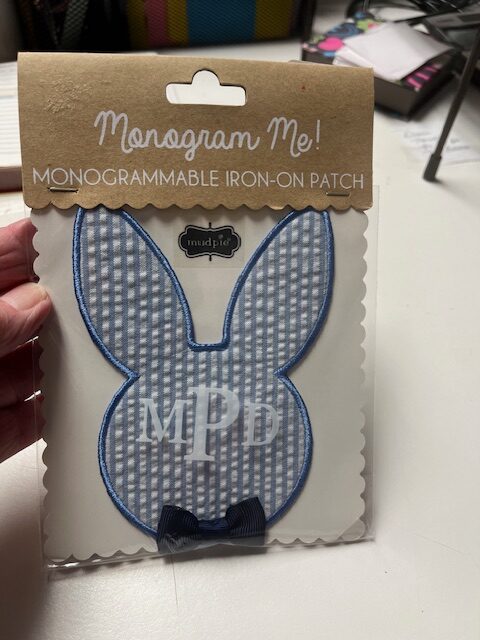 Monogram Me!
MONOGRAMMABLE IRON-ON PATCH
mudpie
MPD